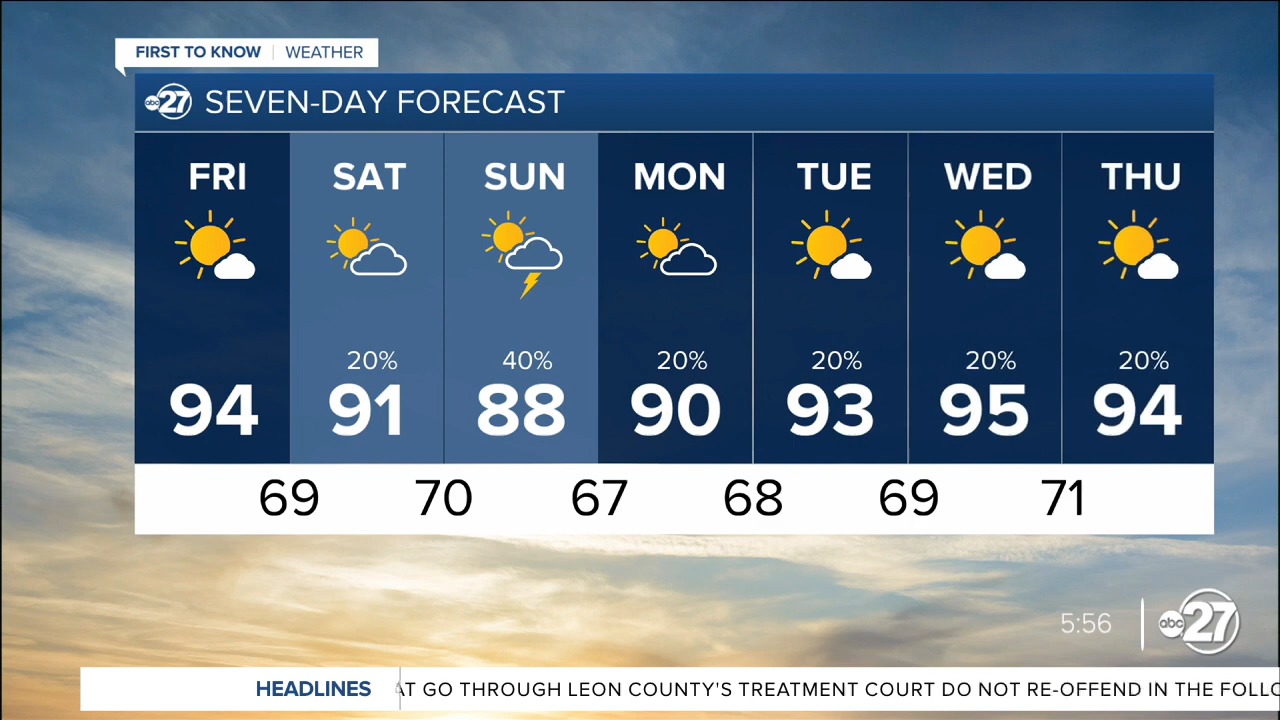 FIRST TO KNOW | WEATHER
abc 27 SEVEN-DAY FORECAST
FRI SAT SUN MON TUE WED THU
20% 40% 20% 20% 20% 20%
94 91 88 90 93 95 94
69 70 67 68 69 71
5:56 abc 27
HEADLINES AT GO THROUGH LEON COUNTY'S TREATMENT COURT DO NOT RE-OFFEND IN THE